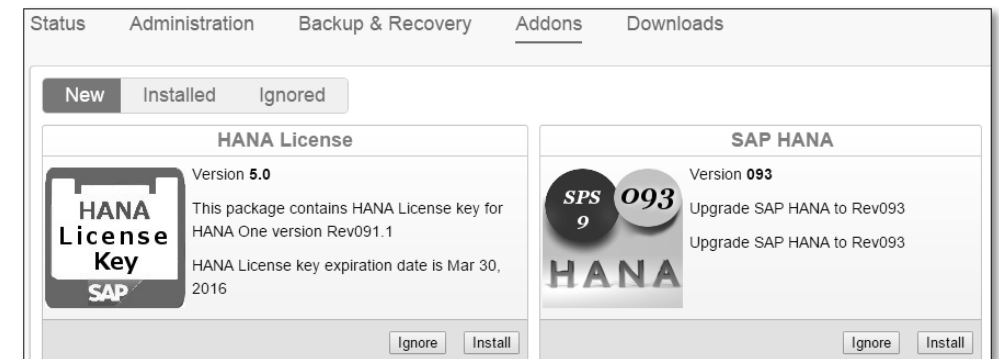 Status Administration Backup & Recovery Addons Downloads
New Installed Ignored
HANA License
HANA
License
Key
SAP
Version 5.0
This package contains HANA License key for
HANA One version Rev091.1
HANA License key expiration date is Mar 30,
2016
Ignore Install
SAP HANA
SPS
9
093
HANA
Version 093
Upgrade SAP HANA to Rev093
Upgrade SAP HANA to Rev093
Ignore Install